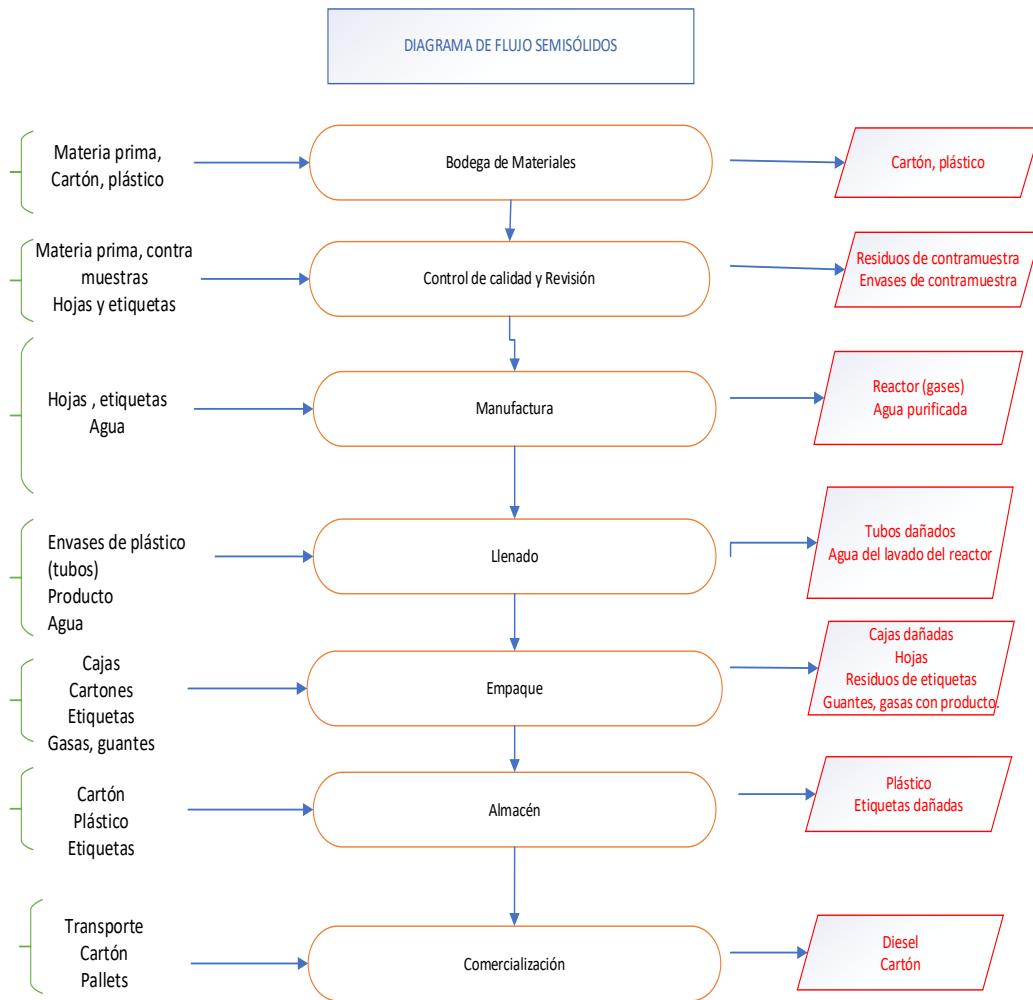 DIAGRAMA DE FLUJO SEMISÓLIDOS
Materia prima,
Cartón, plástico
Bodega de Materiales
Cartón, plástico
Materia prima, contra
muestras
Hojas y etiquetas
Control de calidad y Revisión
Residuos de contramuestra
Envases de contramuestra
Hojas , etiquetas
Agua
Manufactura
Reactor (gases)
Agua purificada
Envases de plástico
(tubos)
Producto
Agua
Llenado
Tubos dañados
Agua del lavado del reactor
Cajas
Cartones
Etiquetas
Gasas, guantes
Empaque
Cajas dañadas
Hojas
Residuos de etiquetas
Guantes, gasas con producto.
Cartón
Plástico
Etiquetas
Almacén
Plástico
Etiquetas dañadas
Transporte
Cartón
Pallets
Comercialización
Diesel
Cartón